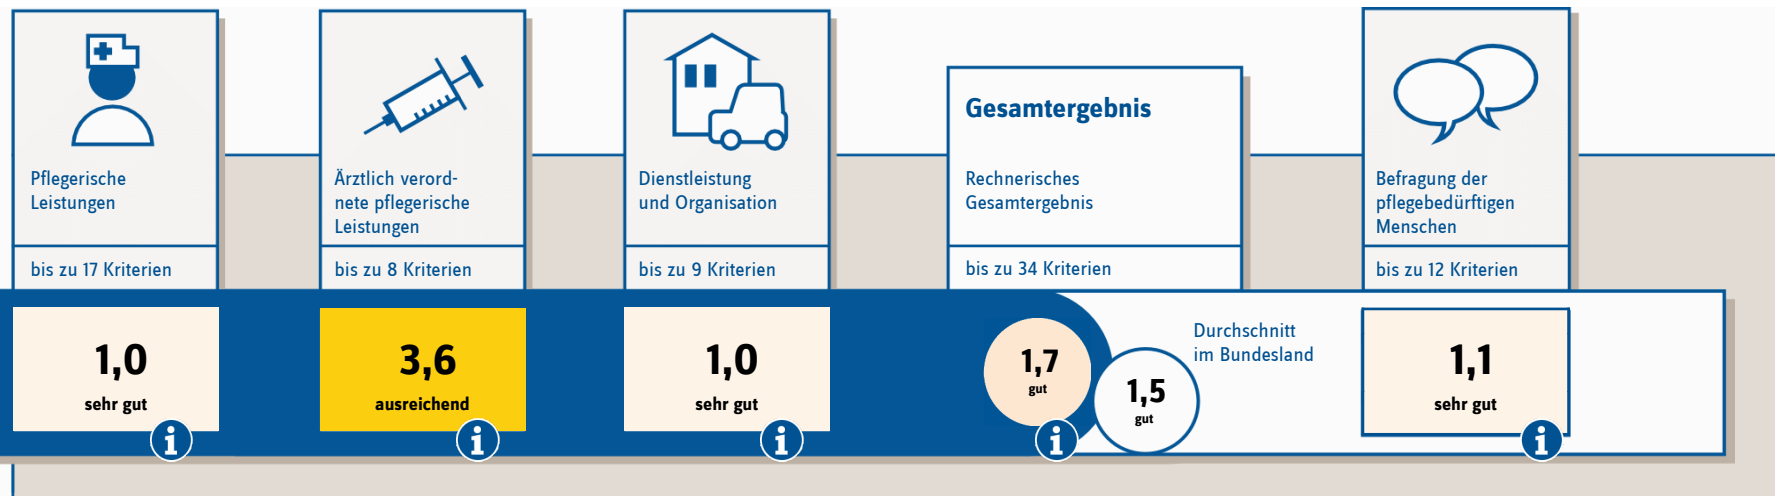 Pflegerische
Leistungen
bis zu 17 Kriterien
1,0
sehr gut
Ärztlich verord-
nete pflegerische
Leistungen
bis zu 8 Kriterien
3,6
ausreichend
Dienstleistung
und Organisation
bis zu 9 Kriterien
1,0
sehr gut
Gesamtergebnis
Rechnerisches
Gesamtergebnis
bis zu 34 Kriterien
1,7
gut
1,5
gut
Durchschnitt
im Bundesland
Befragung der
pflegebedürftigen
Menschen
bis zu 12 Kriterien
1,1
sehr gut